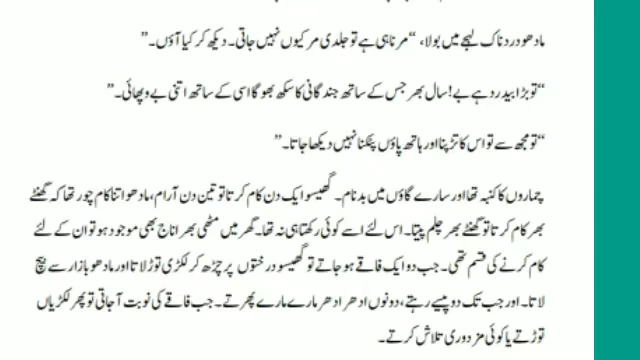 مادھو دردناک لہجے میں بولا، “مرنا ہی ہے تو جلدی مر کیوں نہیں جاتی۔ دیکھ کر کیا آؤں۔”
“تو بڑا بیدرد ہے بے! سال بھر جس کے ساتھ جندگانی کا سکھ بھوگا اسی کے ساتھ اتنی بے وپھائی۔”
“تو مجھ سے تو اس کا تڑپنا اور ہاتھ پاؤں پٹکنا نہیں دیکھا جاتا۔”
چماروں کا کنبہ تھا اور سارے گاؤں میں بدنام۔ گھیسو ایک دن کام کرتا تو تین دن آرام، مادھو اتنا کام چور تھا کہ گھنٹے
بھر کام کرتا تو گھنٹے بھر چلم پیتا۔ اس لئے اسے کوئی رکھتا ہی نہ تھا۔ گھر میں مٹھی بھر اناج بھی موجود ہو تو ان کے لئے
کام کرنے کی قسم تھی۔ جب دو ایک فاقے ہو جاتے تو گھیسو درختوں پر چڑھ کر لکڑی توڑ لاتا اور مادھو بازار سے بیچ
لاتا۔ اور جب تک دو پیسے رہتے، دونوں ادھر ادھر مارے مارے پھرتے۔ جب فاقے کی نوبت آ جاتی تو پھر لکڑیاں
توڑتے یا کوئی مزدوری تلاش کرتے۔